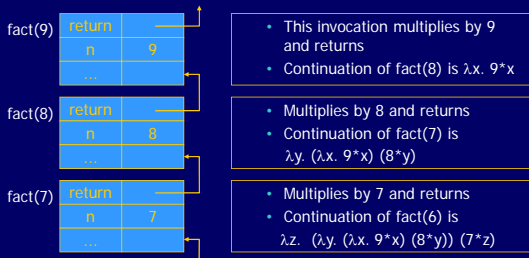 fact(9)
return
n 9
...
• This invocation multiplies by 9
and returns
• Continuation of fact(8) is λx. 9*x
fact(8)
return
n 8
...
• Multiplies by 8 and returns
• Continuation of fact(7) is
λy. (λx. 9*x) (8*y)
fact(7)
return
n 7
...
• Multiplies by 7 and returns
• Continuation of fact(6) is
λz. (λy. (λx. 9*x) (8*y)) (7*z)